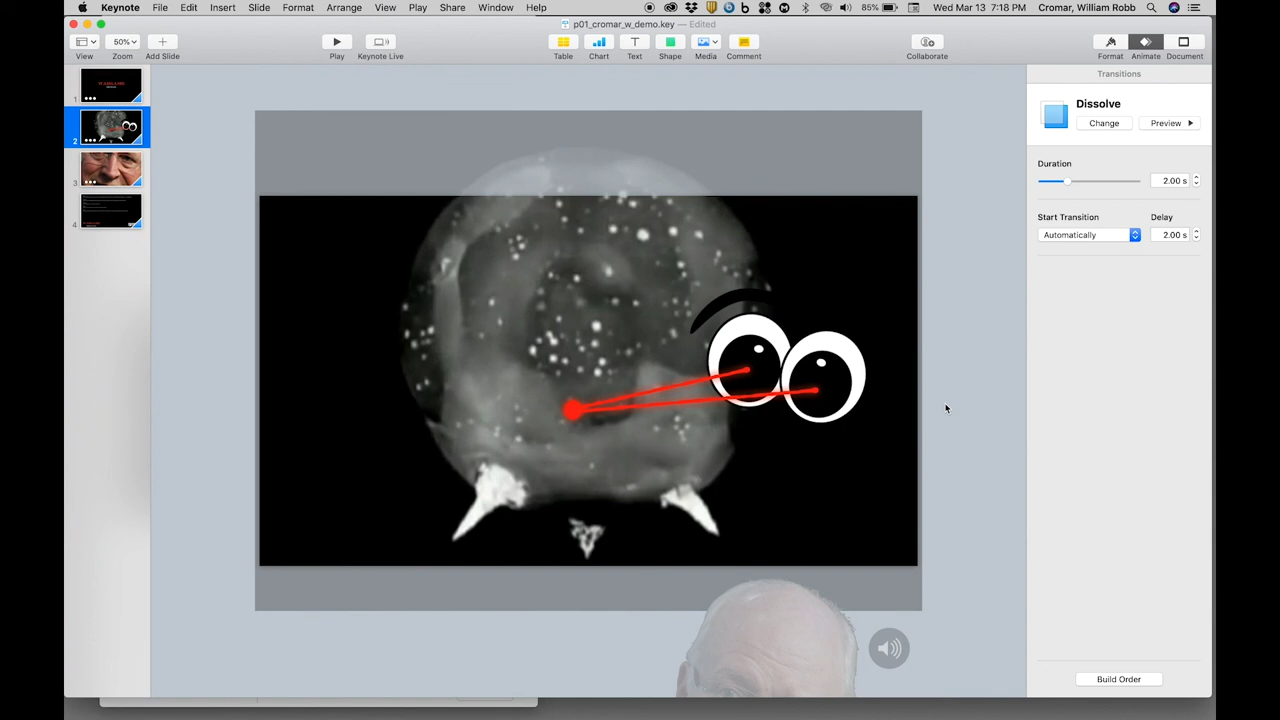 Keynote File Edit Insert Slide Format Arrange View Play Share Window Help 85% Wed Mar 13 7:18 PM Cromar, William Robb
p01_cromar_w_demo.key — Edited
50%
View Zoom Add Slide Play Keynote Live Table Chart Text Shape Media Comment Collaborate Format Animate Document
Transitions
Dissolve
Change Preview
Duration
2.00 s
Start Transition Delay
Automatically 2.00 s
1
2
3
4
Build Order